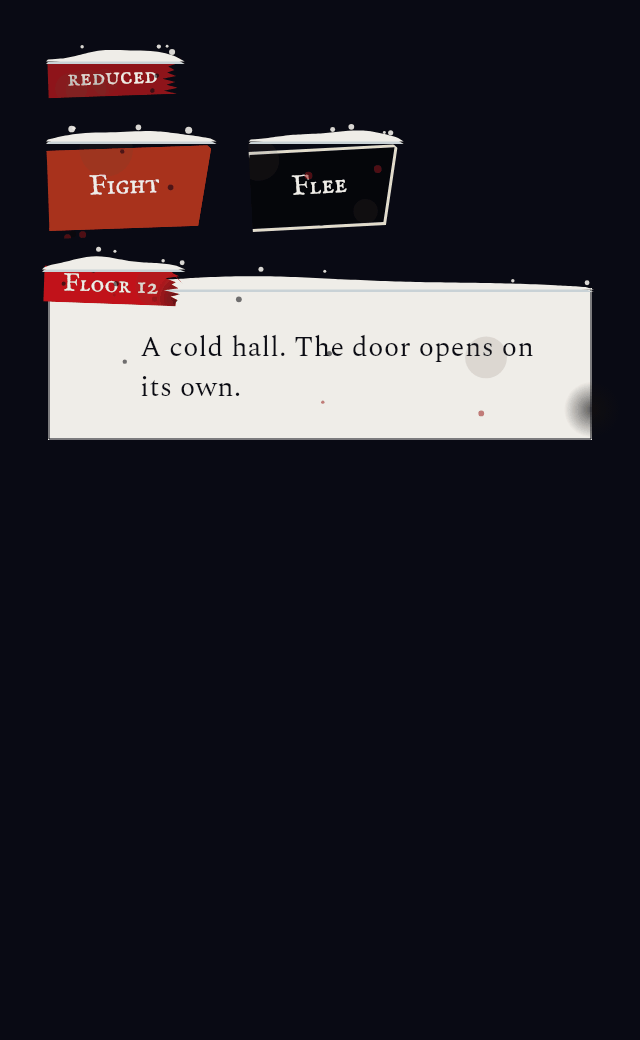 REDUCED
Fight
Flee
Floor 12
A cold hall. The door opens on
its own.